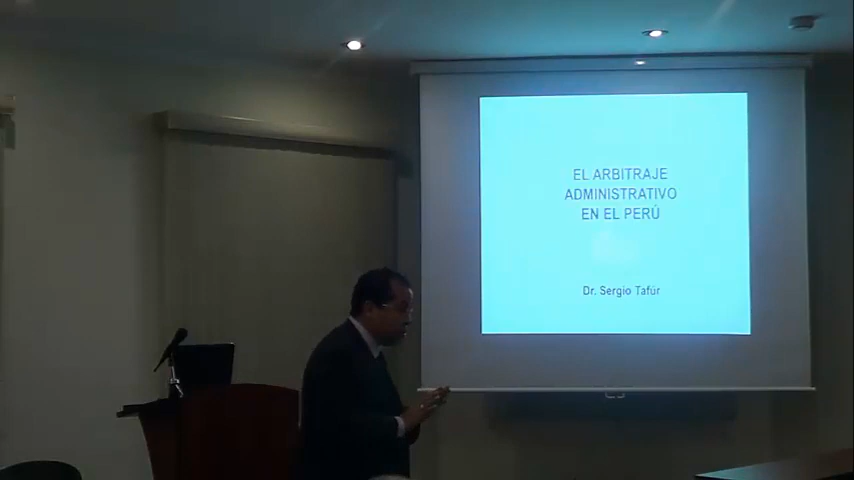 EL ARBITRAJE
ADMINISTRATIVO
EN EL PERÚ
Dr. Sergio Tafúr